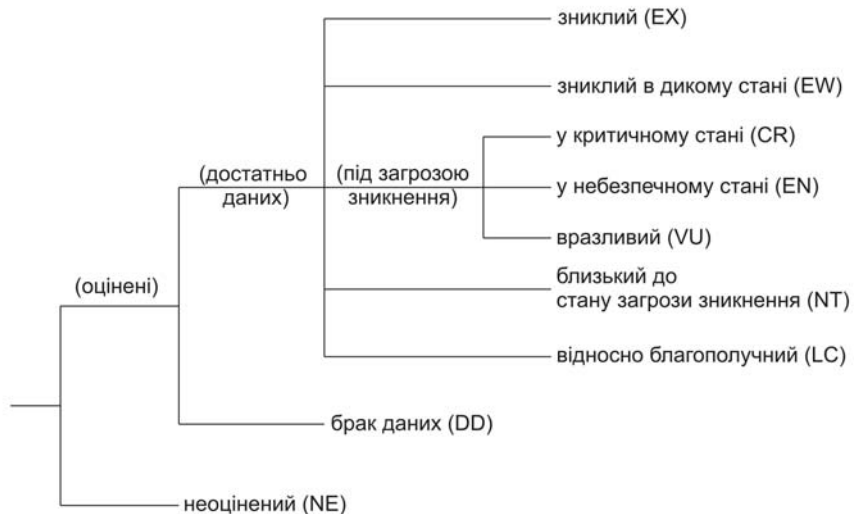 зниклий (EX)
зниклий в дикому стані (EW)
у критичному стані (CR)
(достатньо
даних)
(під загрозою
зникнення)
у небезпечному стані (EN)
вразливий (VU)
близький до
стану загрози зникнення (NT)
(оцінені)
відносно благополучний (LC)
брак даних (DD)
неоцінений (NE)